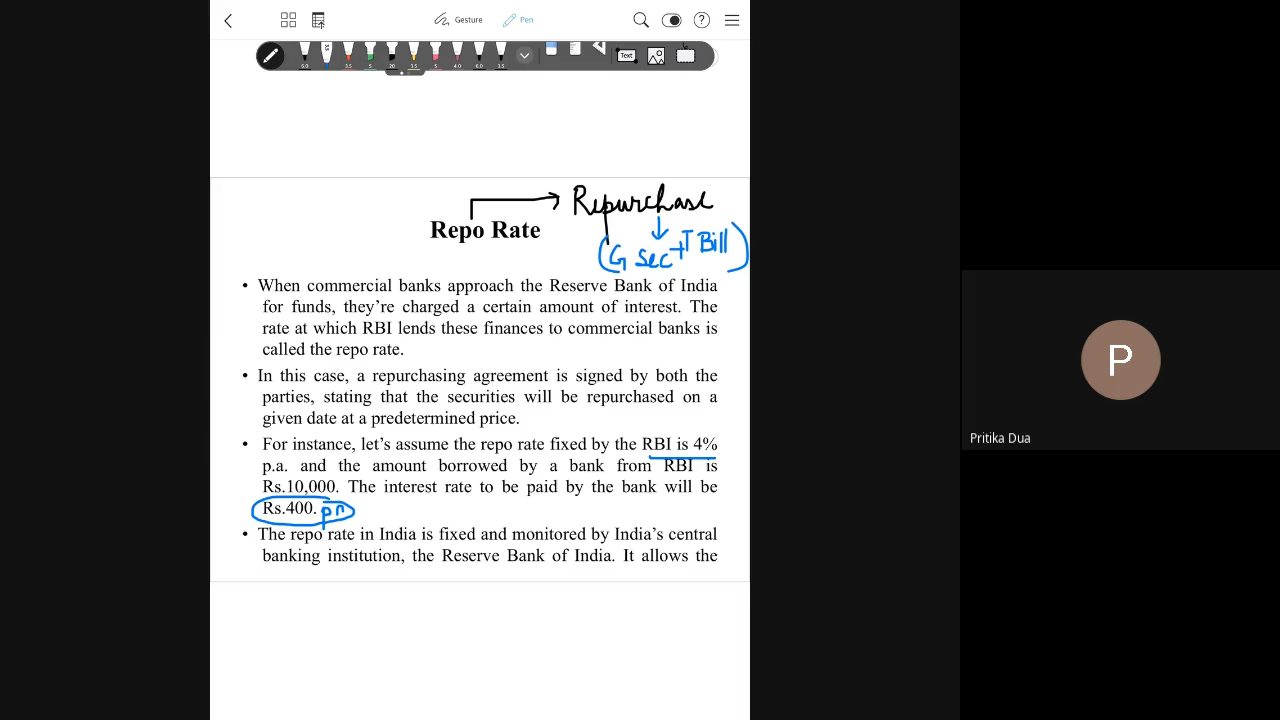 Gesture
Pen
Text
Repurchase
Repo Rate
(G Sec + T Bill)
• When commercial banks approach the Reserve Bank of India
for funds, they're charged a certain amount of interest. The
rate at which RBI lends these finances to commercial banks is
called the repo rate.
• In this case, a repurchasing agreement is signed by both the
parties, stating that the securities will be repurchased on a
given date at a predetermined price.
• For instance, let's assume the repo rate fixed by the RBI is 4%
p.a. and the amount borrowed by a bank from RBI is
Rs.10,000. The interest rate to be paid by the bank will be
Rs.400.
• The repo rate in India is fixed and monitored by India's central
banking institution, the Reserve Bank of India. It allows the
P
Pritika Dua